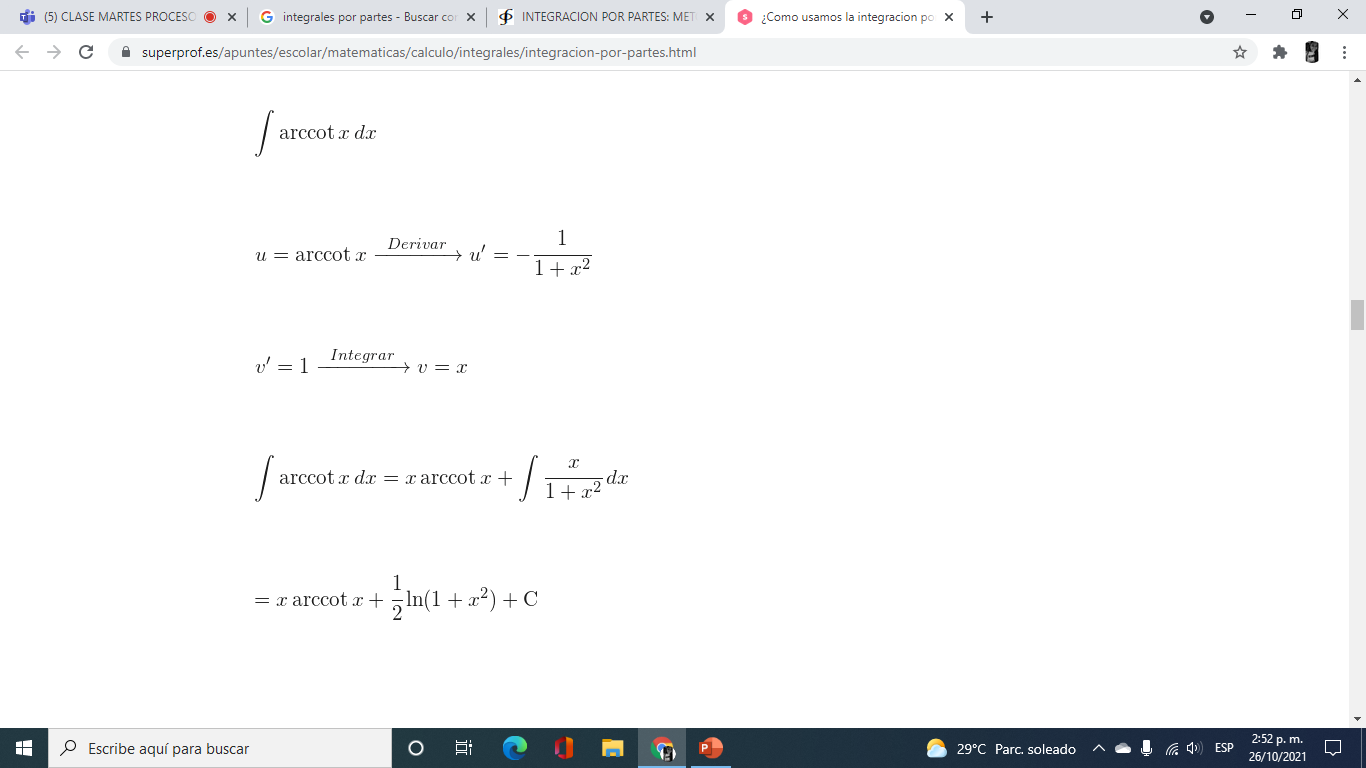 (5) CLASE MARTES PROCESO
integrales por partes - Buscar con
INTEGRACION POR PARTES: MET
¿Como usamos la integracion po
superprof.es/apuntes/escolar/matematicas/calculo/integrales/integracion-por-partes.html
∫ arccot x dx
u = arccot x —Derivar→ u′ = −1/(1 + x²)
v′ = 1 —Integrar→ v = x
∫ arccot x dx = x arccot x + ∫ x/(1 + x²) dx
= x arccot x + 1/2 ln(1 + x²) + C
Escribe aquí para buscar
29°C Parc. soleado
ESP
2:52 p. m.
26/10/2021